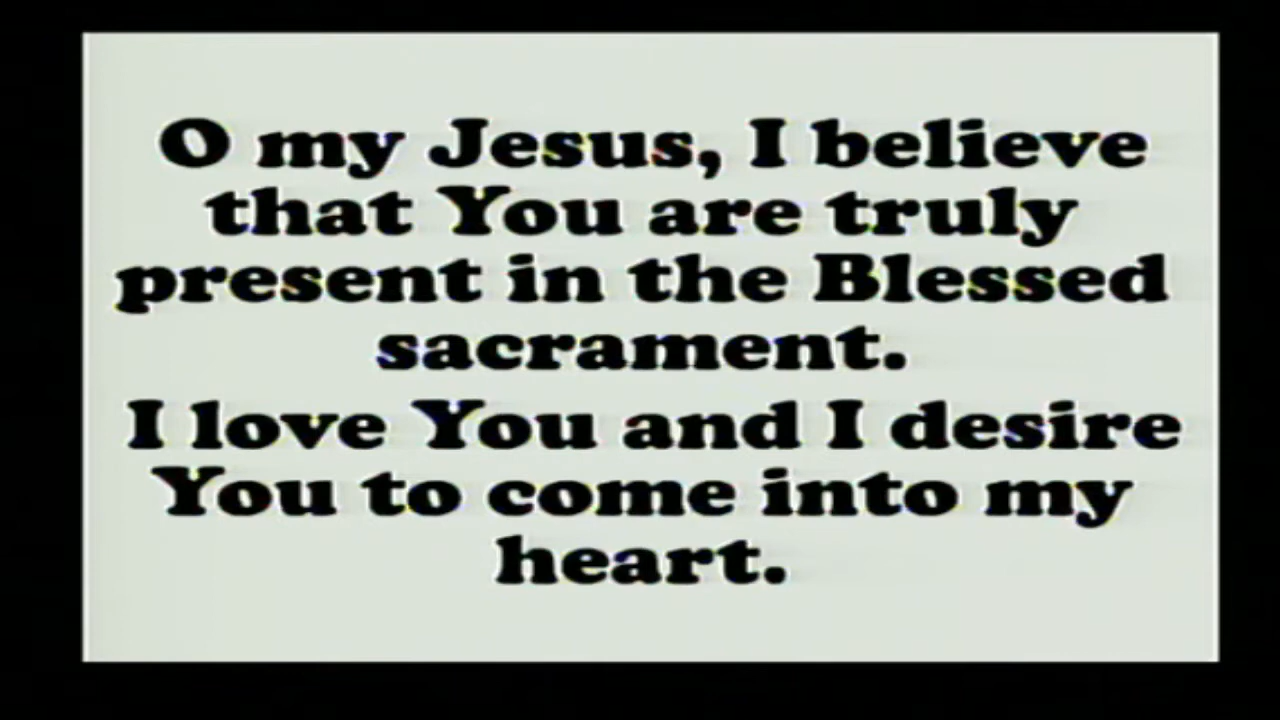 O my Jesus, I believe
that You are truly
present in the Blessed
sacrament.
I love You and I desire
You to come into my
heart.